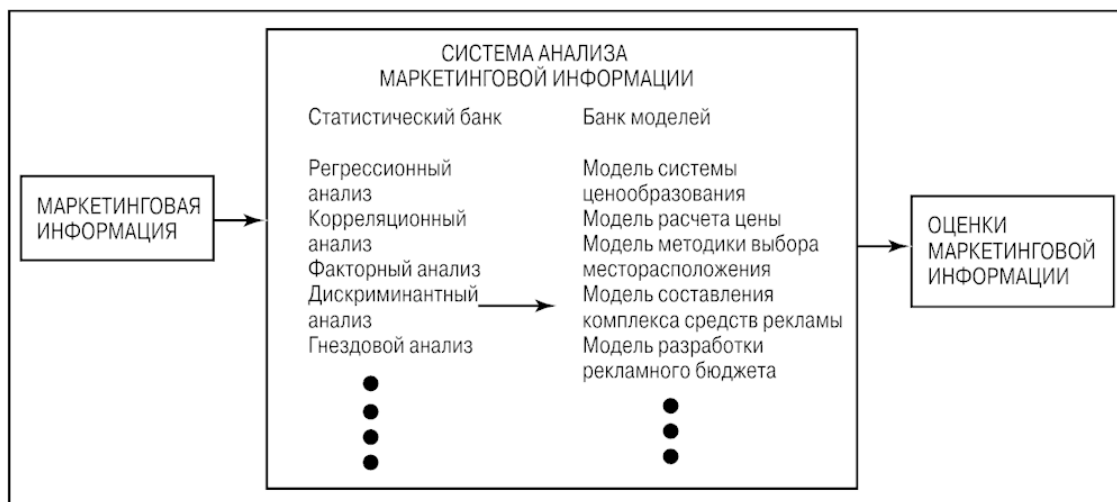 МАРКЕТИНГОВАЯ
ИНФОРМАЦИЯ
СИСТЕМА АНАЛИЗА
МАРКЕТИНГОВОЙ ИНФОРМАЦИИ
Статистический банк
Регрессионный
анализ
Корреляционный
анализ
Факторный анализ
Дискриминантный
анализ
Гнездовой анализ
Банк моделей
Модель системы
ценообразования
Модель расчета цены
Модель методики выбора
месторасположения
Модель составления
комплекса средств рекламы
Модель разработки
рекламного бюджета
ОЦЕНКИ
МАРКЕТИНГОВОЙ
ИНФОРМАЦИИ